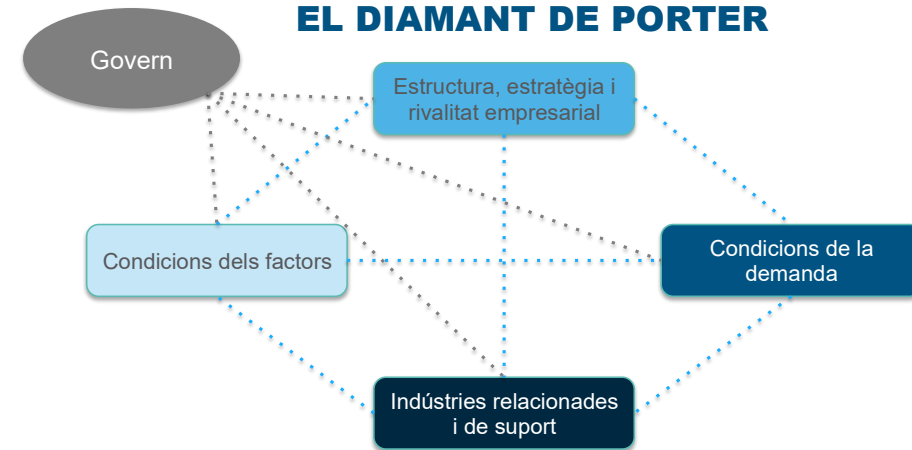 EL DIAMANT DE PORTER
Govern
Estructura, estratègia i
rivalitat empresarial
Condicions dels factors
Condicions de la
demanda
Indústries relacionades
i de suport